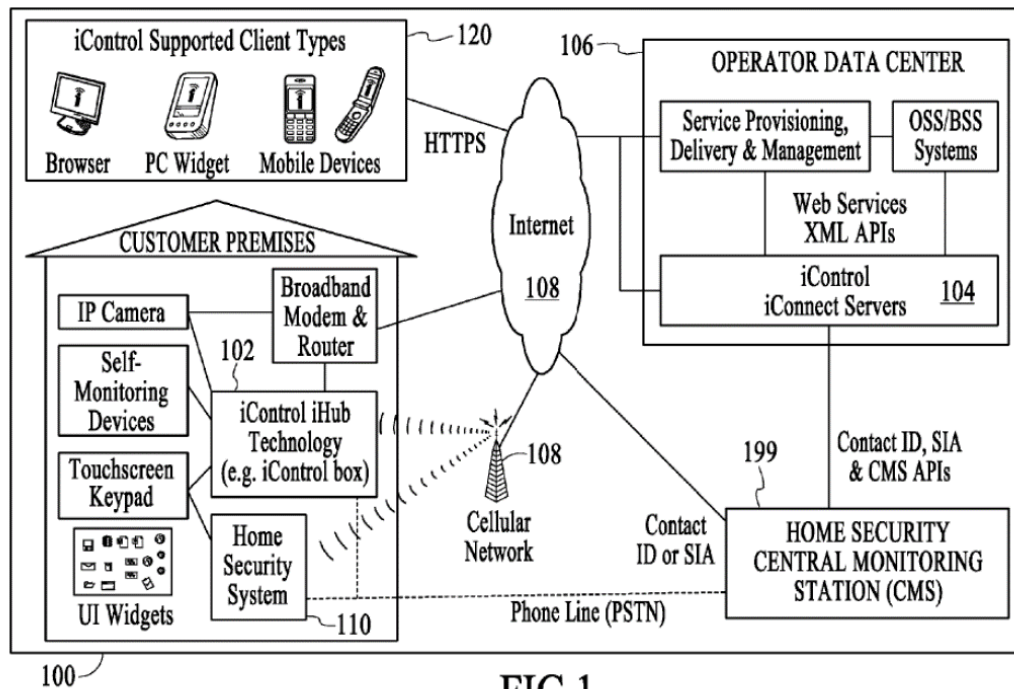 iControl Supported Client Types
Browser
PC Widget
Mobile Devices
120
HTTPS
Internet
108
106
OPERATOR DATA CENTER
Service Provisioning,
Delivery & Management
OSS/BSS
Systems
Web Services
XML APIs
iControl
iConnect Servers
104
CUSTOMER PREMISES
IP Camera
Broadband
Modem &
Router
102
Self-
Monitoring
Devices
iControl iHub
Technology
(e.g. iControl box)
Touchscreen
Keypad
Home
Security
System
UI Widgets
110
108
Cellular
Network
Contact
ID or SIA
Phone Line (PSTN)
Contact ID, SIA
& CMS APIs
199
HOME SECURITY
CENTRAL MONITORING
STATION (CMS)
100
FIG.1